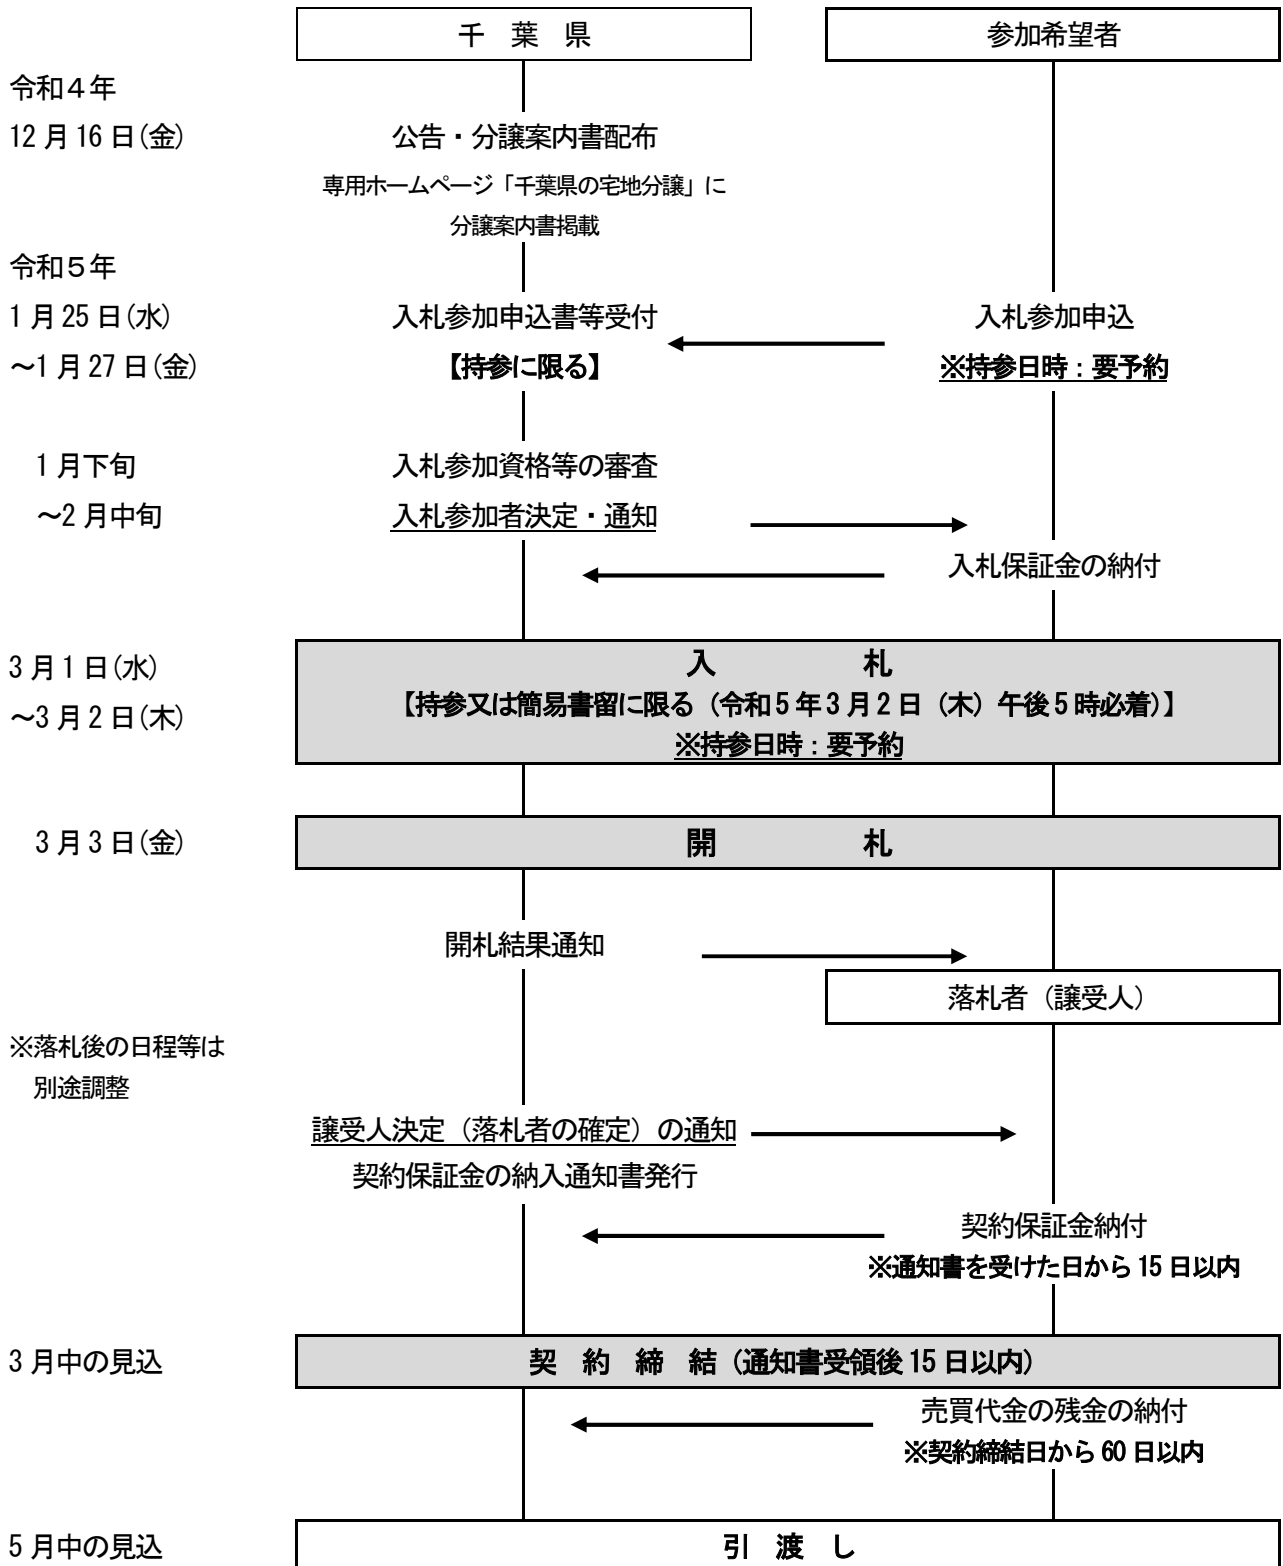 千　葉　県
参加希望者
令和４年
12月16日(金)
公告・分譲案内書配布
専用ホームページ「千葉県の宅地分譲」に
分譲案内書掲載
令和５年
1月25日(水)
入札参加申込書等受付
入札参加申込
～1月27日(金)
【持参に限る】
※持参日時：要予約
1月下旬
入札参加資格等の審査
～2月中旬
入札参加者決定・通知
入札保証金の納付
3月1日(水)
～3月2日(木)
入　札
【持参又は簡易書留に限る（令和5年3月2日（木）午後5時必着）】
※持参日時：要予約
3月3日(金)
開　札
開札結果通知
落札者（譲受人）
※落札後の日程等は
別途調整
譲受人決定（落札者の確定）の通知
契約保証金の納入通知書発行
契約保証金納付
※通知書を受けた日から15日以内
3月中の見込
契　約　締　結（通知書受領後15日以内）
売買代金の残金の納付
※契約締結日から60日以内
5月中の見込
引　渡　し